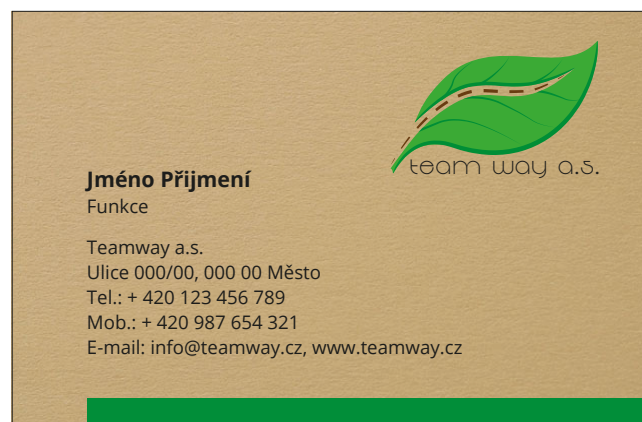 team way a.s.
Jméno Přijmení
Funkce
Teamway a.s.
Ulice 000/00, 000 00 Město
Tel.: + 420 123 456 789
Mob.: + 420 987 654 321
E-mail: info@teamway.cz, www.teamway.cz